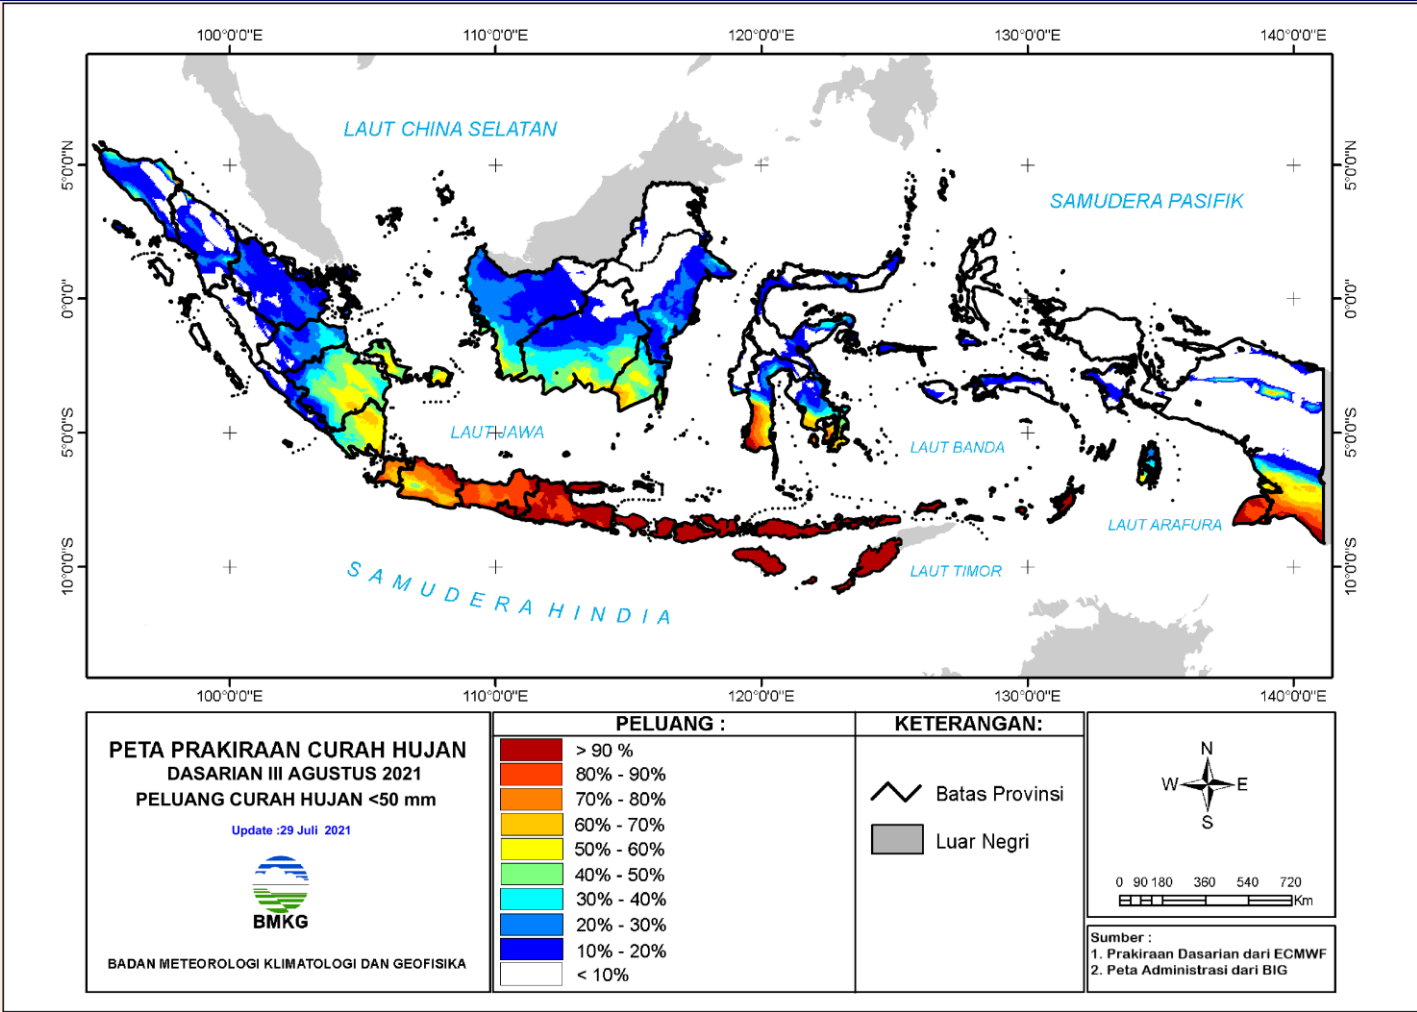 100°0'0"E 110°0'0"E 120°0'0"E 130°0'0"E 140°0'0"E
LAUT CHINA SELATAN
5°0'0"N 5°0'0"N
SAMUDERA PASIFIK
0°0'0" 0°0'0"
5°0'0"S LAUT JAWA LAUT BANDA 5°0'0"S
LAUT ARAFURA
10°0'0"S LAUT TIMOR 10°0'0"S
SAMUDERA HINDIA
100°0'0"E 110°0'0"E 120°0'0"E 130°0'0"E 140°0'0"E
PETA PRAKIRAAN CURAH HUJAN
DASARIAN III AGUSTUS 2021
PELUANG CURAH HUJAN <50 mm
Update :29 Juli 2021
BMKG
BADAN METEOROLOGI KLIMATOLOGI DAN GEOFISIKA
PELUANG :
> 90 %
80% - 90%
70% - 80%
60% - 70%
50% - 60%
40% - 50%
30% - 40%
20% - 30%
10% - 20%
< 10%
KETERANGAN:
Batas Provinsi
Luar Negri
N
W E
S
0 90 180 360 540 720
Km
Sumber :
1. Prakiraan Dasarian dari ECMWF
2. Peta Administrasi dari BIG